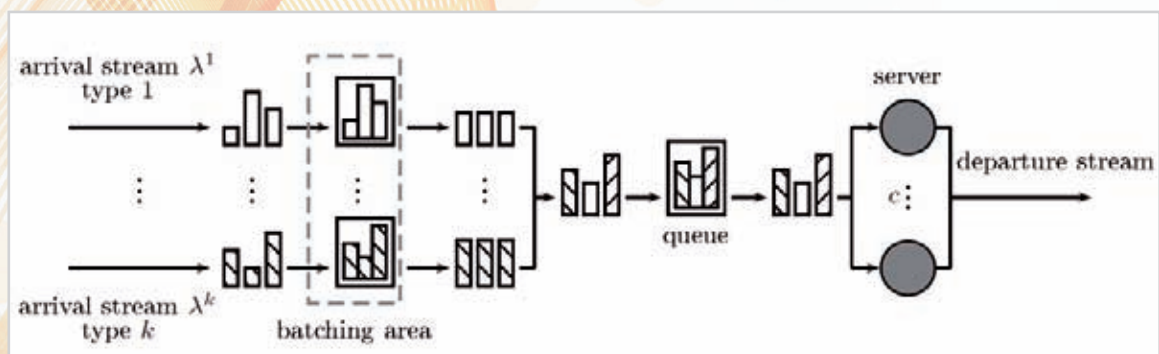 arrival stream λ¹
type 1
server
departure stream
c
queue
arrival stream λᵏ
type k
batching area